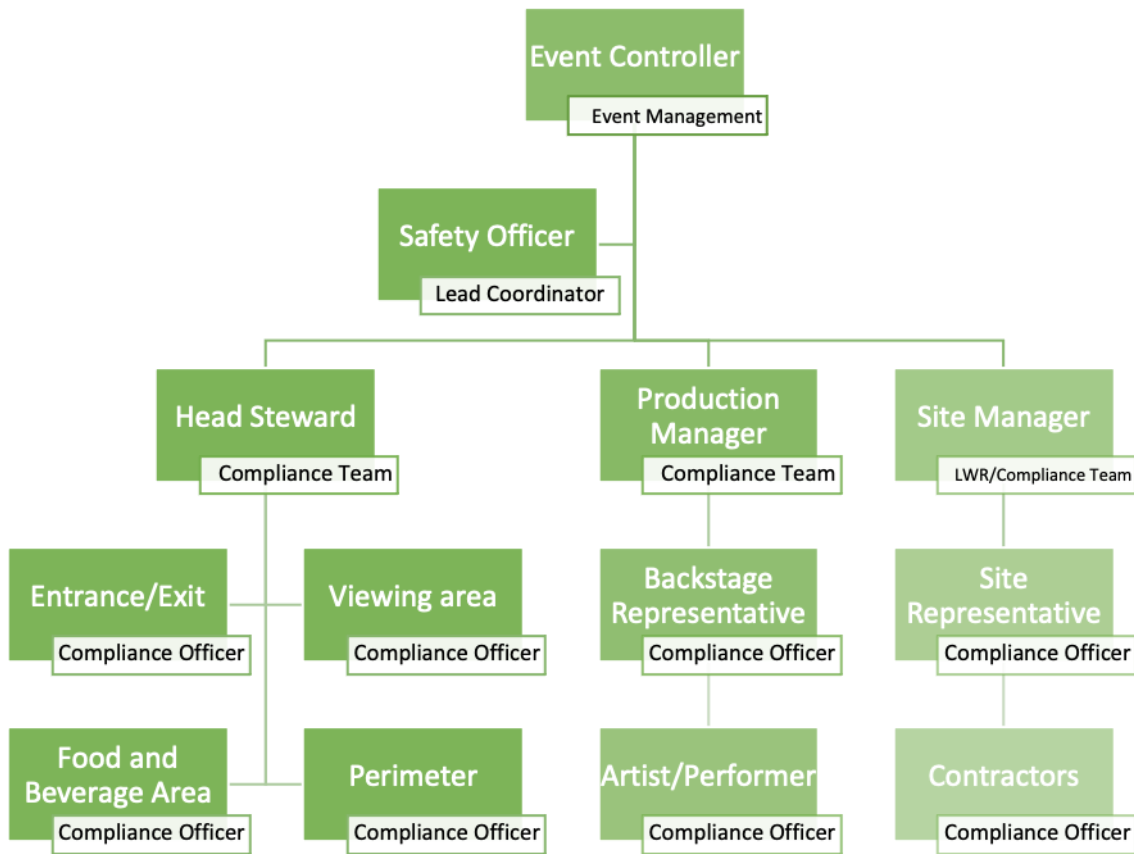 Event Controller
Event Management
Safety Officer
Lead Coordinator
Head Steward
Compliance Team
Production
Manager
Compliance Team
Site Manager
LWR/Compliance Team
Entrance/Exit
Compliance Officer
Viewing area
Compliance Officer
Backstage
Representative
Compliance Officer
Site
Representative
Compliance Officer
Food and
Beverage Area
Compliance Officer
Perimeter
Compliance Officer
Artist/Performer
Compliance Officer
Contractors
Compliance Officer